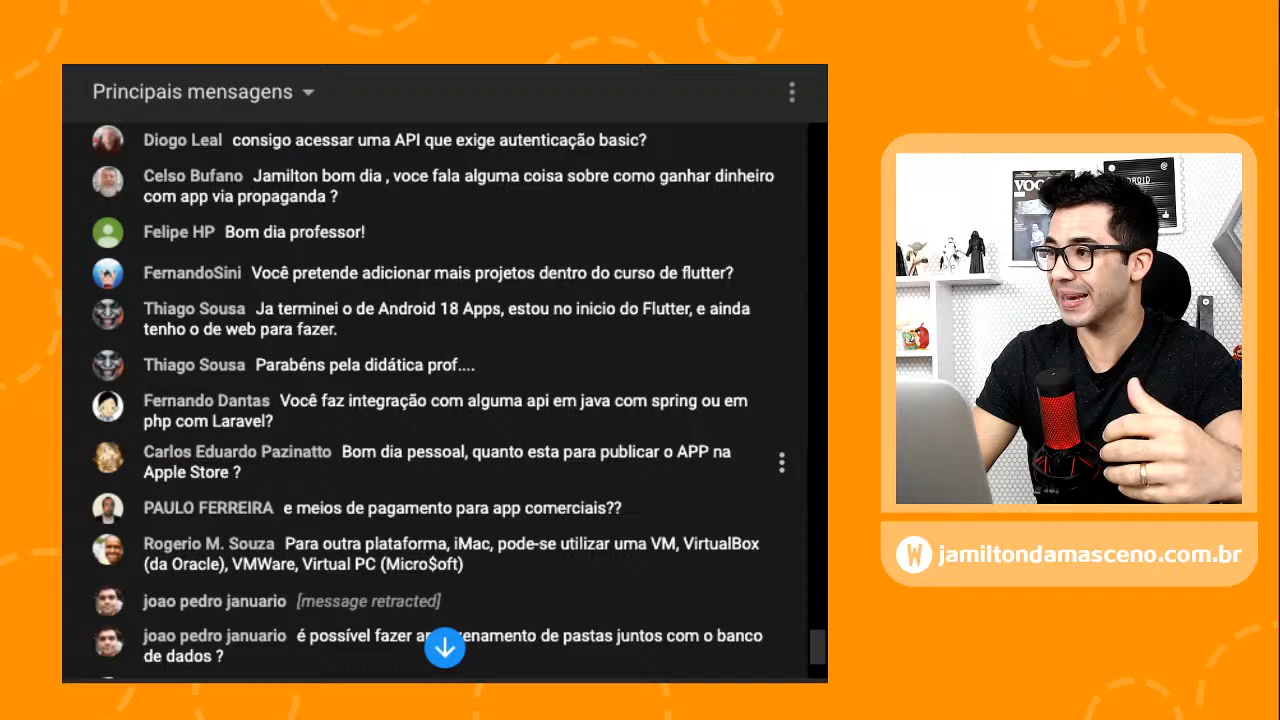 Principais mensagens
Diogo Leal consigo acessar uma API que exige autenticação basic?
Celso Bufano Jamilton bom dia , voce fala alguma coisa sobre como ganhar dinheiro
com app via propaganda ?
Felipe HP Bom dia professor!
FernandoSini Você pretende adicionar mais projetos dentro do curso de flutter?
Thiago Sousa Ja terminei o de Android 18 Apps, estou no inicio do Flutter, e ainda
tenho o de web para fazer.
Thiago Sousa Parabéns pela didática prof....
Fernando Dantas Você faz integração com alguma api em java com spring ou em
php com Laravel?
Carlos Eduardo Pazinatto Bom dia pessoal, quanto esta para publicar o APP na
Apple Store ?
PAULO FERREIRA e meios de pagamento para app comerciais??
Rogerio M. Souza Para outra plataforma, iMac, pode-se utilizar uma VM, VirtualBox
(da Oracle), VMWare, Virtual PC (Micro$oft)
joao pedro januario [message retracted]
joao pedro januario é possível fazer de pastas juntos com o banco
de dados ?
VOC
DROID
W jamiltondamasceno.com.br